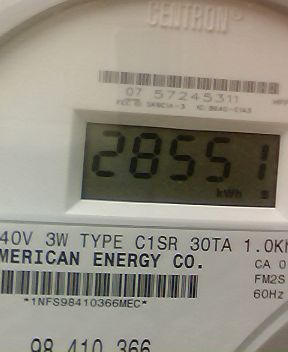 CENTRON®
07 57245311
28551
kWh
40V 3W TYPE C1SR 30TA 1.0K
MERICAN ENERGY CO.
CA 0
FM2S
*1NFS98410366MEC*
60Hz
98 410 366